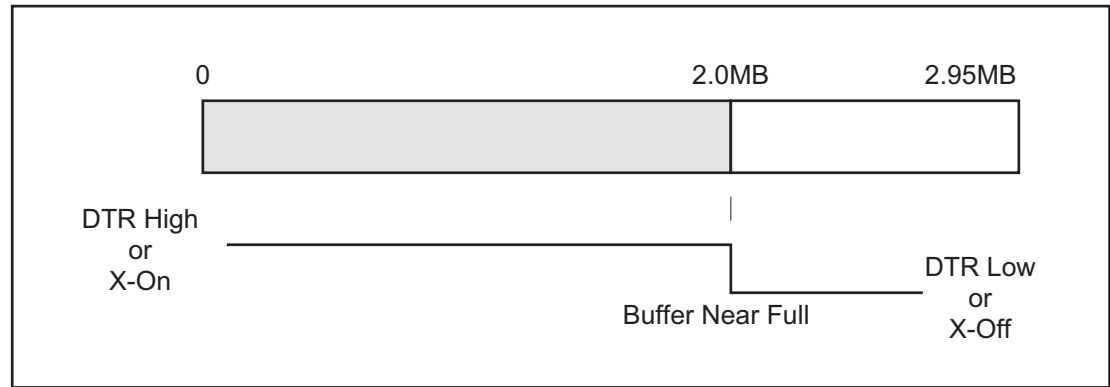 0 2.0MB 2.95MB
DTR High
or
X-On
Buffer Near Full
DTR Low
or
X-Off